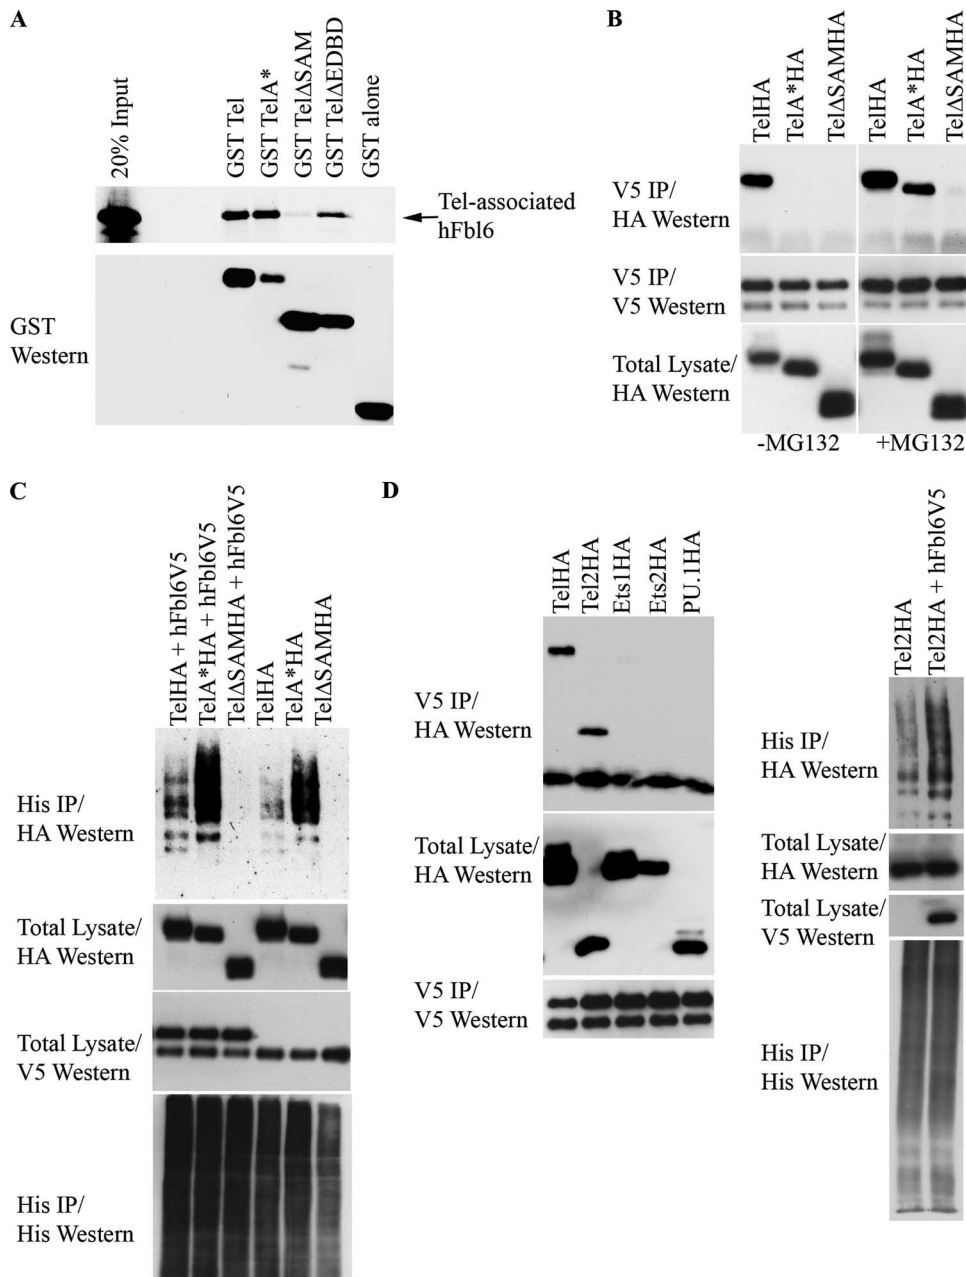 A
20% Input
GST Tel
GST TelA*
GST TelΔSAM
GST TelΔEDBD
GST alone
Tel-associated
hFbl6
GST
Western
B
TelHA
TelA*HA
TelΔSAMHA
TelHA
TelA*HA
TelΔSAMHA
V5 IP/
HA Western
V5 IP/
V5 Western
Total Lysate/
HA Western
-MG132
+MG132
C
TelHA + hFbl6V5
TelA*HA + hFbl6V5
TelΔSAMHA + hFbl6V5
TelHA
TelA*HA
TelΔSAMHA
His IP/
HA Western
Total Lysate/
HA Western
Total Lysate/
V5 Western
His IP/
His Western
D
TelHA
Tel2HA
Ets1HA
Ets2HA
PU.1HA
V5 IP/
HA Western
Total Lysate/
HA Western
V5 IP/
V5 Western
Tel2HA
Tel2HA + hFbl6V5
His IP/
HA Western
Total Lysate/
HA Western
Total Lysate/
V5 Western
His IP/
His Western